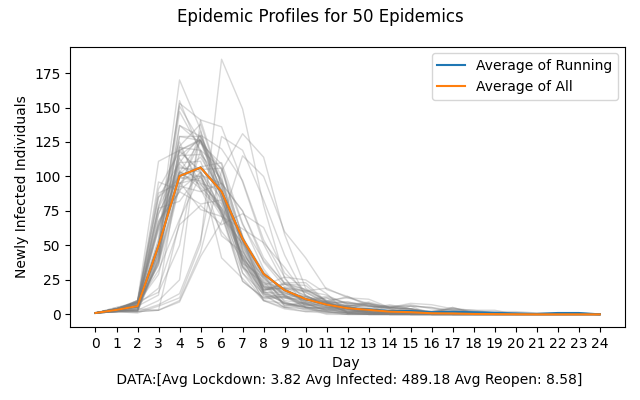 Epidemic Profiles for 50 Epidemics
Newly Infected Individuals
175
150
125
100
75
50
25
0
Average of Running
Average of All
0 1 2 3 4 5 6 7 8 9 10 11 12 13 14 15 16 17 18 19 20 21 22 23 24
Day
DATA:[Avg Lockdown: 3.82 Avg Infected: 489.18 Avg Reopen: 8.58]